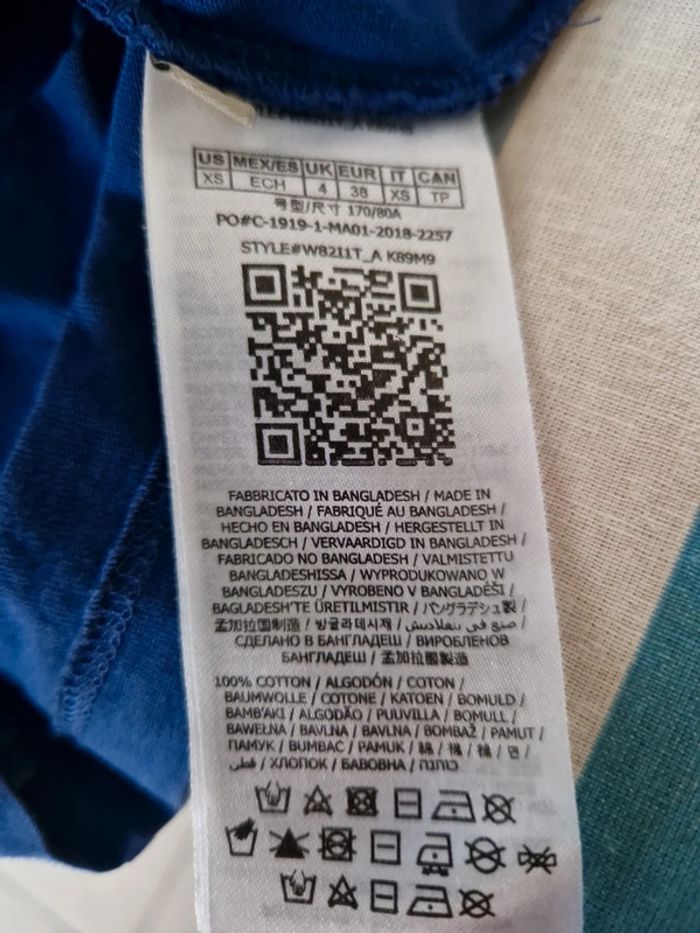 US MEX/ES UK EUR IT CAN
XS ECH 4 38 XS TP
号型/尺寸 170/80A
PO#C-1919-1-MA01-2018-2257
STYLE#W82I1T_A K89M9
FABBRICATO IN BANGLADESH / MADE IN
BANGLADESH / FABRIQUÉ AU BANGLADESH /
HECHO EN BANGLADESH / HERGESTELLT IN
BANGLADESCH / VERVAARDIGD IN BANGLADESH /
FABRICADO NO BANGLADESH / VALMISTETTU
BANGLADESHISSA / WYPRODUKOWANO W
BANGLADESZU / VYROBENO V BANGLADÉŠI /
BAGLADESH'TE ÜRETILMISTIR / バングラデシュ製 /
孟加拉国制造 / 방글라데시제 / صنع في بنغلاديش /
СДЕЛАНО В БАНГЛАДЕШ / ВИРОБЛЕНОВ
БАНГЛАДЕШ / 孟加拉國製造
100% COTTON / ALGODÓN / COTON /
BAUMWOLLE / COTONE / KATOEN / BOMULD /
BAMB'AKI / ALGODÃO / PUUVILLA / BOMULL /
BAWEŁNA / BAVLNA / BAVLNA / BOMBAŽ / PAMUT /
ПАМУК / BUMBAC / PAMUK / 綿 / 棉 / 棉 / 면 /
قطن / ХЛОПОК / БАВОВНА / כותנה